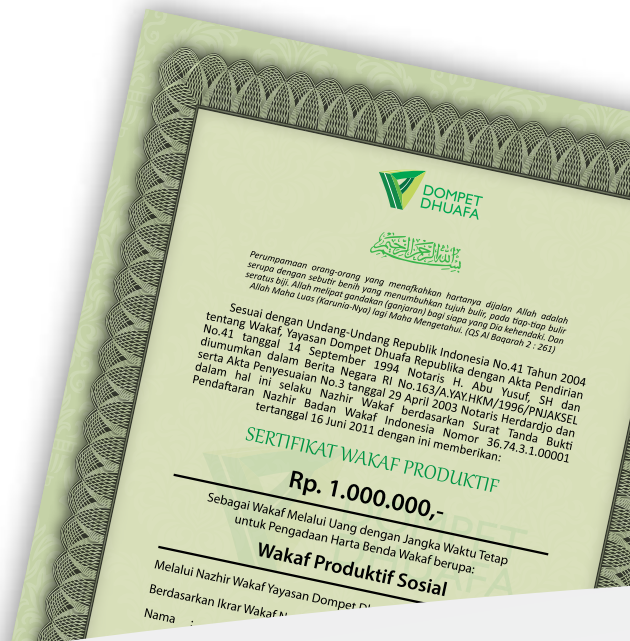 DOMPET
DHUAFA
بسم الله الرحمن الرحيم
Perumpamaan orang-orang yang menafkahkan hartanya dijalan Allah adalah
serupa dengan sebutir benih yang menumbuhkan tujuh bulir, pada tiap-tiap bulir
seratus biji. Allah melipat gandakan (ganjaran) bagi siapa yang Dia kehendaki. Dan
Allah Maha Luas (Karunia-Nya) lagi Maha Mengetahui. (QS Al Baqarah 2 : 261)
Sesuai dengan Undang-Undang Republik Indonesia No.41 Tahun 2004
tentang Wakaf, Yayasan Dompet Dhuafa Republika dengan Akta Pendirian
No.41 tanggal 14 September 1994 Notaris H. Abu Yusuf, SH dan
diumumkan dalam Berita Negara RI No.163/A.YAY.HKM/1996/PNJAKSEL
serta Akta Penyesuaian No.3 tanggal 29 April 2003 Notaris Herdardjo dan
dalam hal ini selaku Nazhir Wakaf berdasarkan Surat Tanda Bukti
Pendaftaran Nazhir Badan Wakaf Indonesia Nomor 36.74.3.1.00001
tertanggal 16 Juni 2011 dengan ini memberikan:
SERTIFIKAT WAKAF PRODUKTIF
Rp. 1.000.000,-
Sebagai Wakaf Melalui Uang dengan Jangka Waktu Tetap
untuk Pengadaan Harta Benda Wakaf berupa:
Wakaf Produktif Sosial
DOMPET
DHUAFA
Melalui Nazhir Wakaf Yayasan Dompet
Berdasarkan Ikrar Wakaf
Nama :